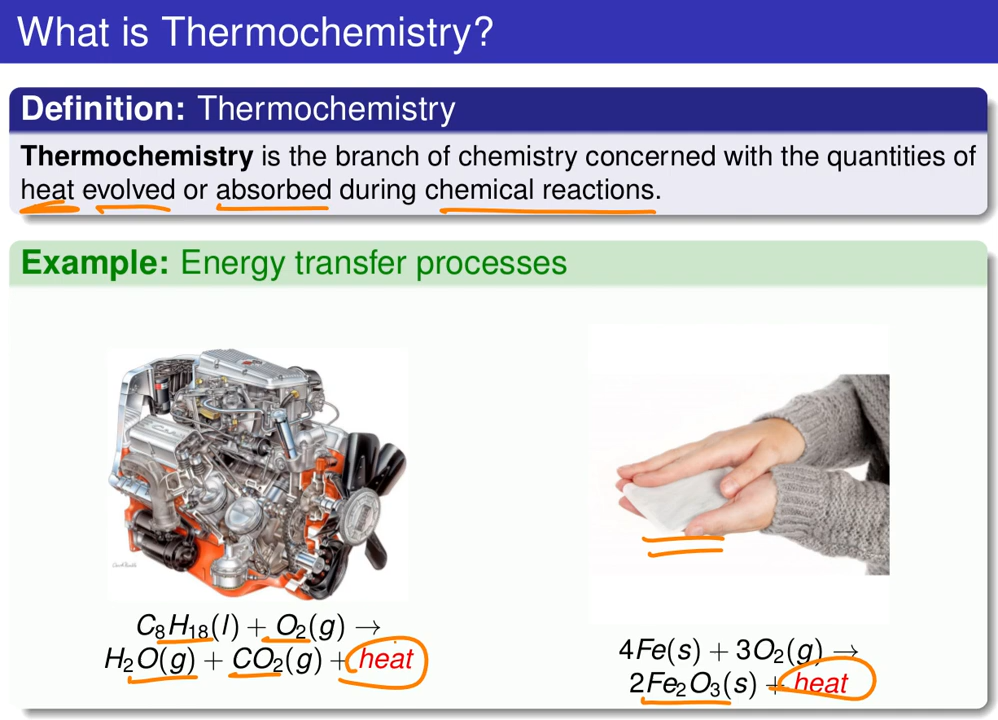 What is Thermochemistry?
Definition: Thermochemistry
Thermochemistry is the branch of chemistry concerned with the quantities of
heat evolved or absorbed during chemical reactions.
Example: Energy transfer processes
C₈H₁₈(l) + O₂(g) →
H₂O(g) + CO₂(g) + heat
4Fe(s) + 3O₂(g) →
2Fe₂O₃(s) + heat